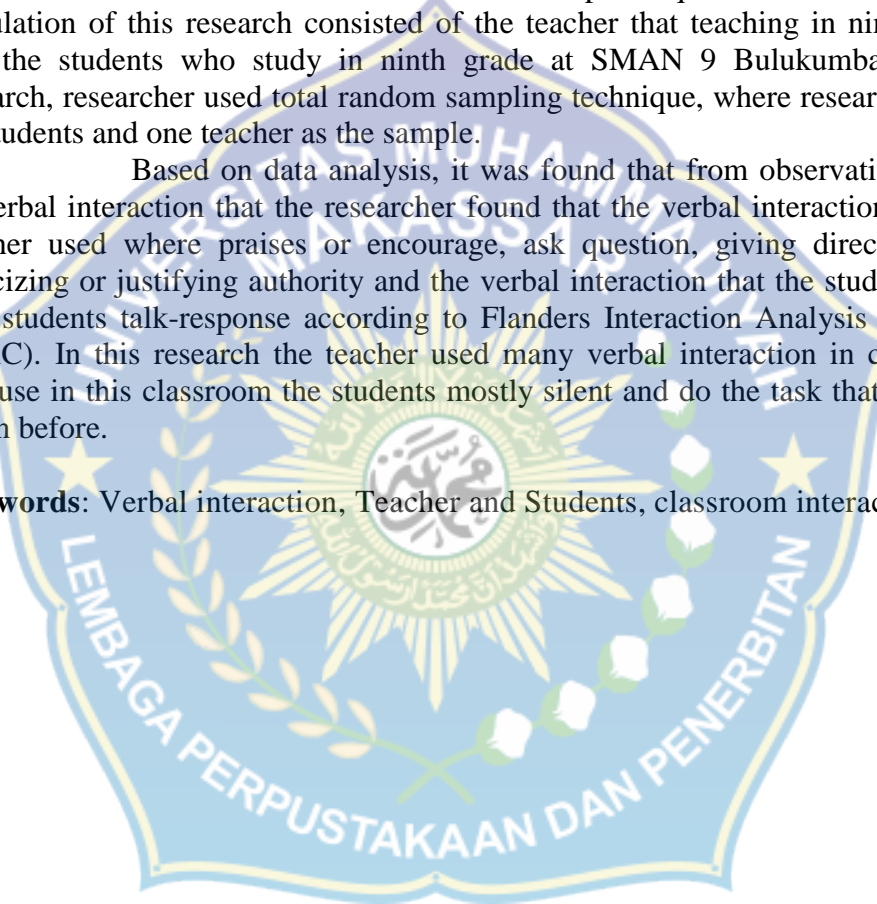 ulation of this research consisted of the teacher that teaching in nin
the students who study in ninth grade at SMAN 9 Bulukumba
arch, researcher used total random sampling technique, where resear
tudents and one teacher as the sample.
Based on data analysis, it was found that from observati
erbal interaction that the researcher found that the verbal interaction
her used where praises or encourage, ask question, giving direc
cizing or justifying authority and the verbal interaction that the stud
students talk-response according to Flanders Interaction Analysis
C). In this research the teacher used many verbal interaction in c
use in this classroom the students mostly silent and do the task that
n before.
words: Verbal interaction, Teacher and Students, classroom interac
UNIVERSITAS MUHAMMADIYAH
MAKASSAR
LEMBAGA PERPUSTAKAAN DAN PENERBITAN